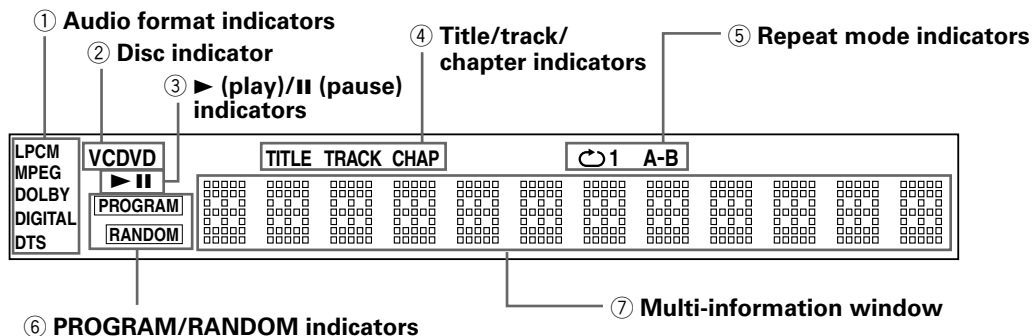 ① Audio format indicators
② Disc indicator
③ ► (play)/II (pause)
indicators
④ Title/track/
chapter indicators
⑤ Repeat mode indicators
LPCM
MPEG
DOLBY
DIGITAL
DTS
VCDVD
► II
PROGRAM
RANDOM
TITLE TRACK CHAP
1 A-B
⑥ PROGRAM/RANDOM indicators
⑦ Multi-information window